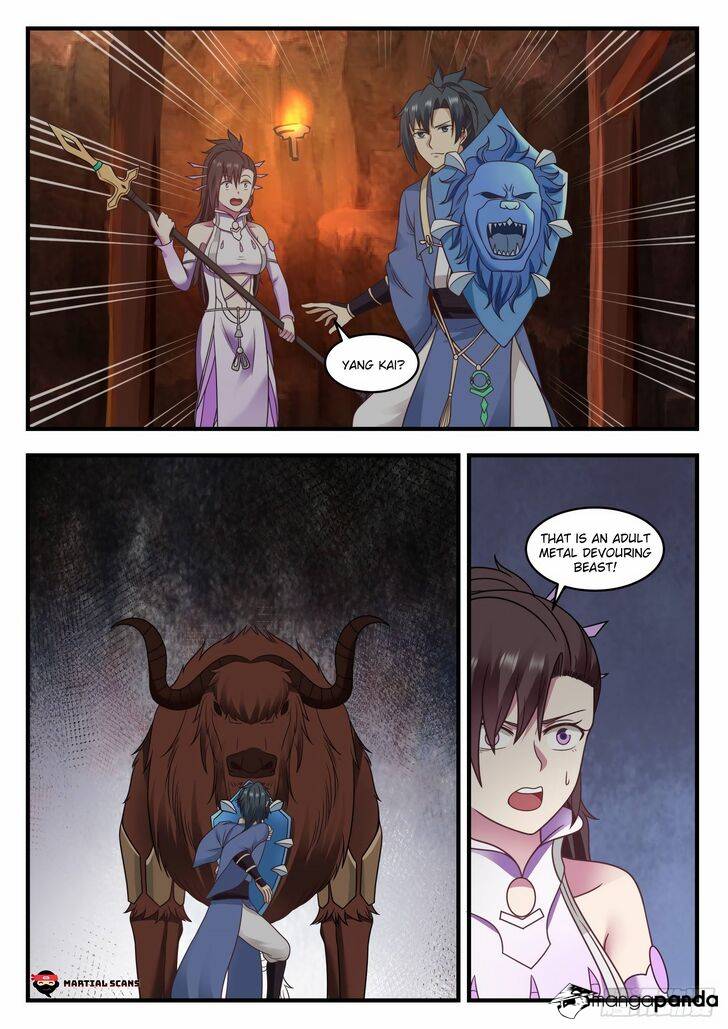 YANG KAI?
THAT IS AN ADULT
METAL DEVOURING
BEAST!
MARTIAL SCANS
mangapanda